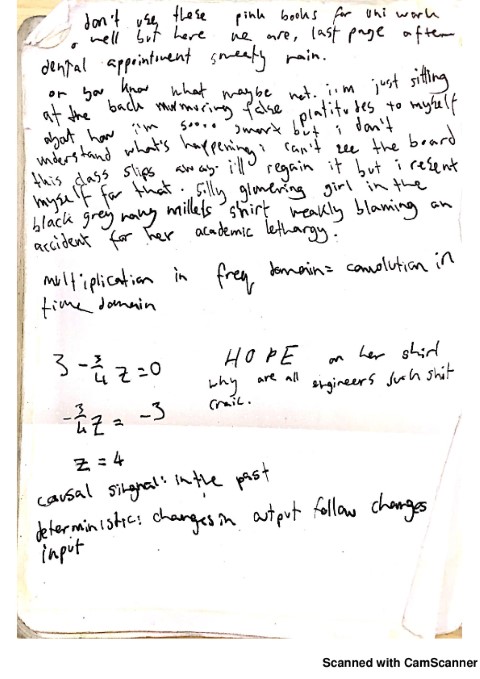 don't use these pink books for uni work
well but here we are, last page after
dental appointment sweaty rain.
or you know what maybe not. i'm just sitting
at the back murmuring false platitudes to myself
about how i'm soooo smart but i don't
understand what's happening i can't see the board
this class slips away i'll regain it but i resent
myself for that. silly glowering girl in the
black grey navy millets shirt weakly blaming an
accident for her academic lethargy.
multiplication in freq domain = convolution in
time domain
3 - 3/4 z = 0
HOPE on her shirt
why are all engineers such shit
craic.
-3/4 z = -3
z = 4
causal signal: in the past
deterministic: changes in output follow changes
input
Scanned with CamScanner